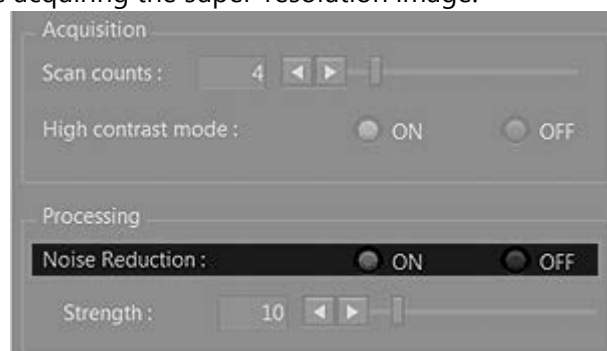 acquiring the super-resolution image.
Acquisition
Scan counts : 4
High contrast mode : ON OFF
Processing
Noise Reduction : ON OFF
Strength : 10